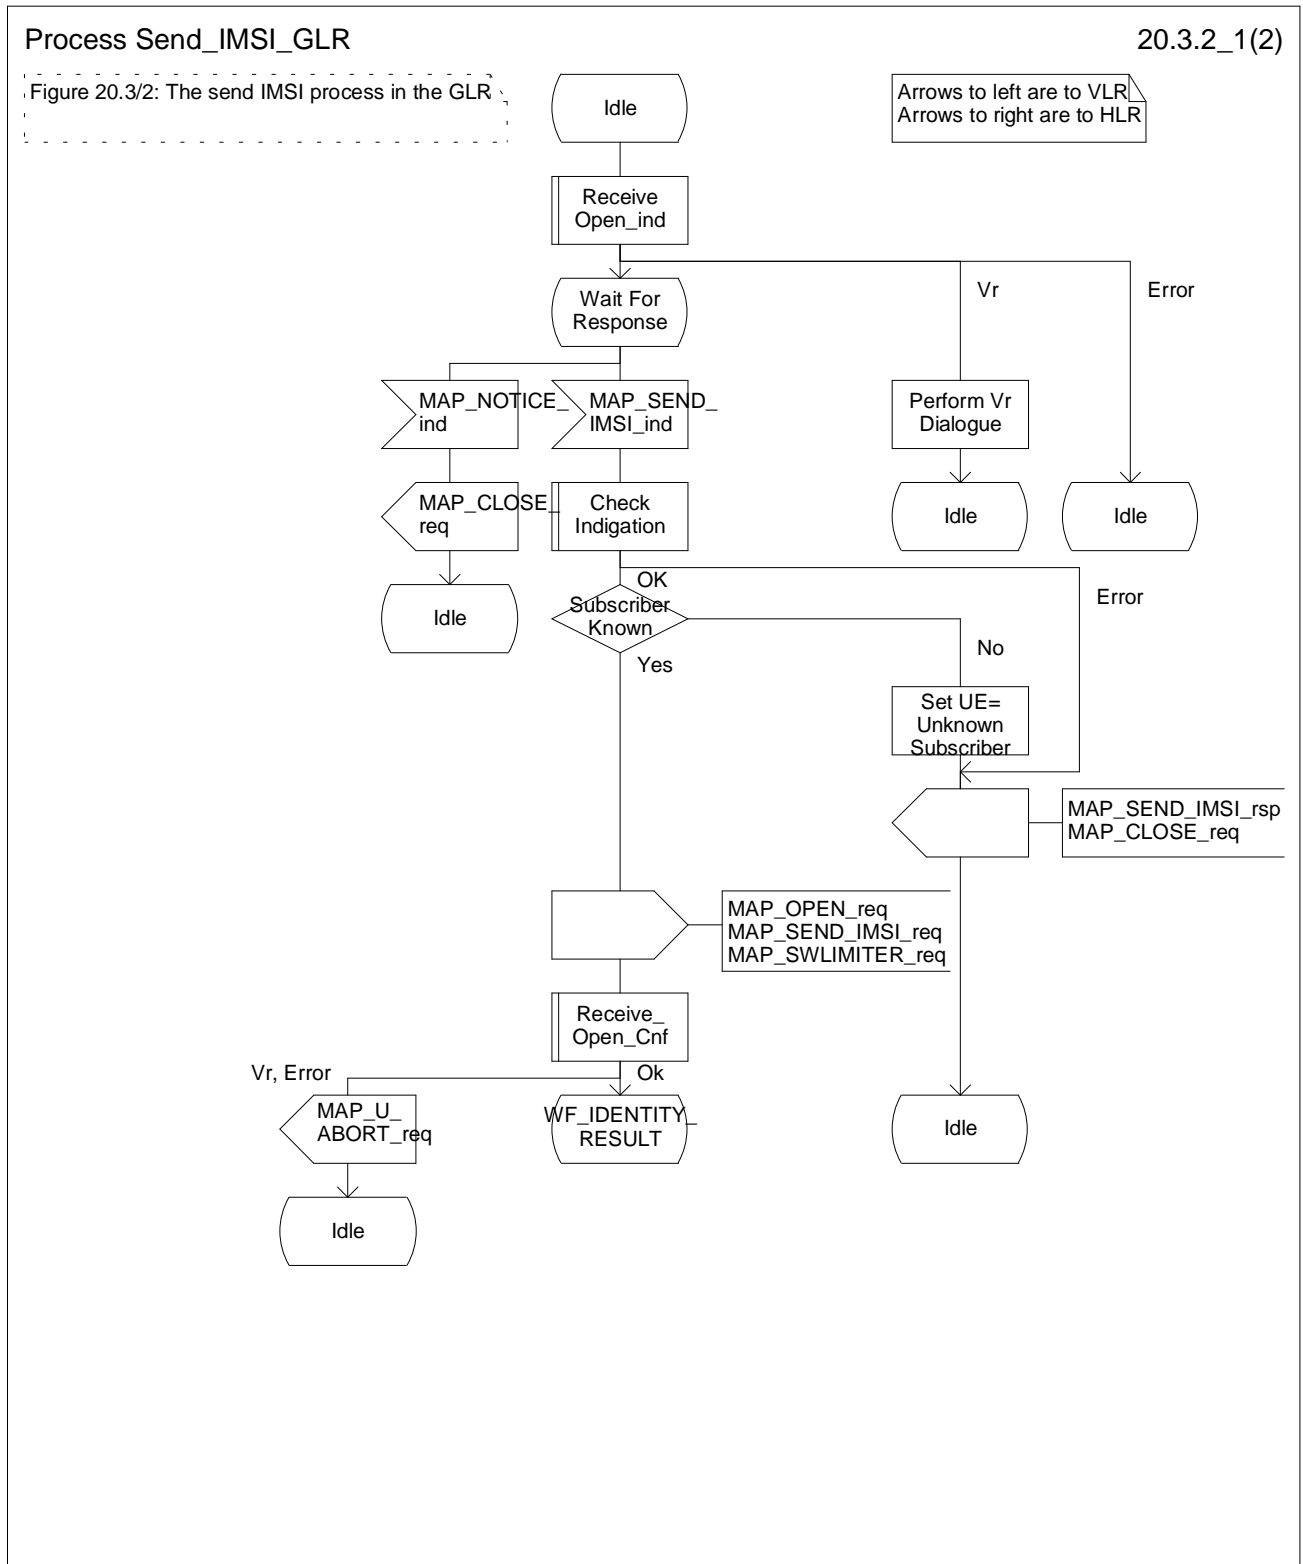 Process Send_IMSI_GLR
20.3.2_1(2)
Figure 20.3/2: The send IMSI process in the GLR
Idle
Arrows to left are to VLR
Arrows to right are to HLR
Receive
Open_ind
Vr
Error
Wait For
Response
MAP_NOTICE_
ind
MAP_SEND_
IMSI_ind
Perform Vr
Dialogue
MAP_CLOSE_
req
Check
Indigation
Idle
Idle
OK
Error
Idle
Subscriber
Known
No
Yes
Set UE=
Unknown
Subscriber
MAP_SEND_IMSI_rsp
MAP_CLOSE_req
MAP_OPEN_req
MAP_SEND_IMSI_req
MAP_SWLIMITER_req
Receive_
Open_Cnf
Vr, Error
Ok
MAP_U_
ABORT_req
WF_IDENTITY_
RESULT
Idle
Idle